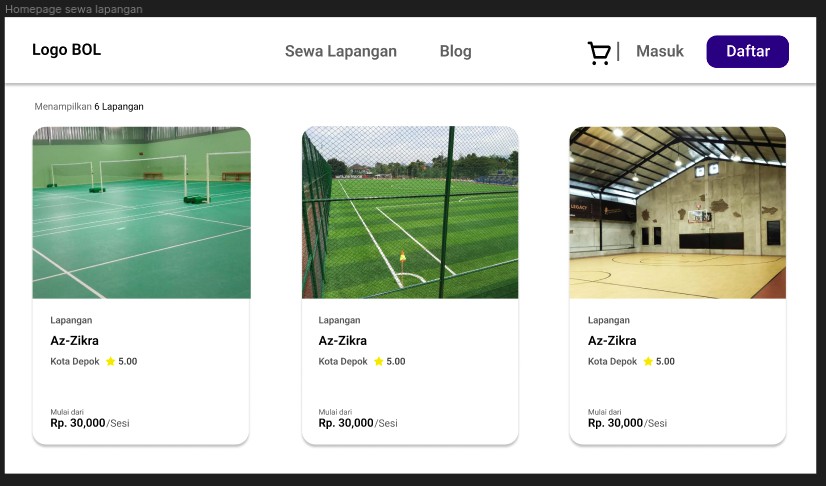 Homepage sewa lapangan
Logo BOL
Sewa Lapangan
Blog
|
Masuk
Daftar
Menampilkan 6 Lapangan
LEGACY
Lapangan
Az-Zikra
Kota Depok 5.00
Mulai dari
Rp. 30,000/Sesi
Lapangan
Az-Zikra
Kota Depok 5.00
Mulai dari
Rp. 30,000/Sesi
Lapangan
Az-Zikra
Kota Depok 5.00
Mulai dari
Rp. 30,000/Sesi